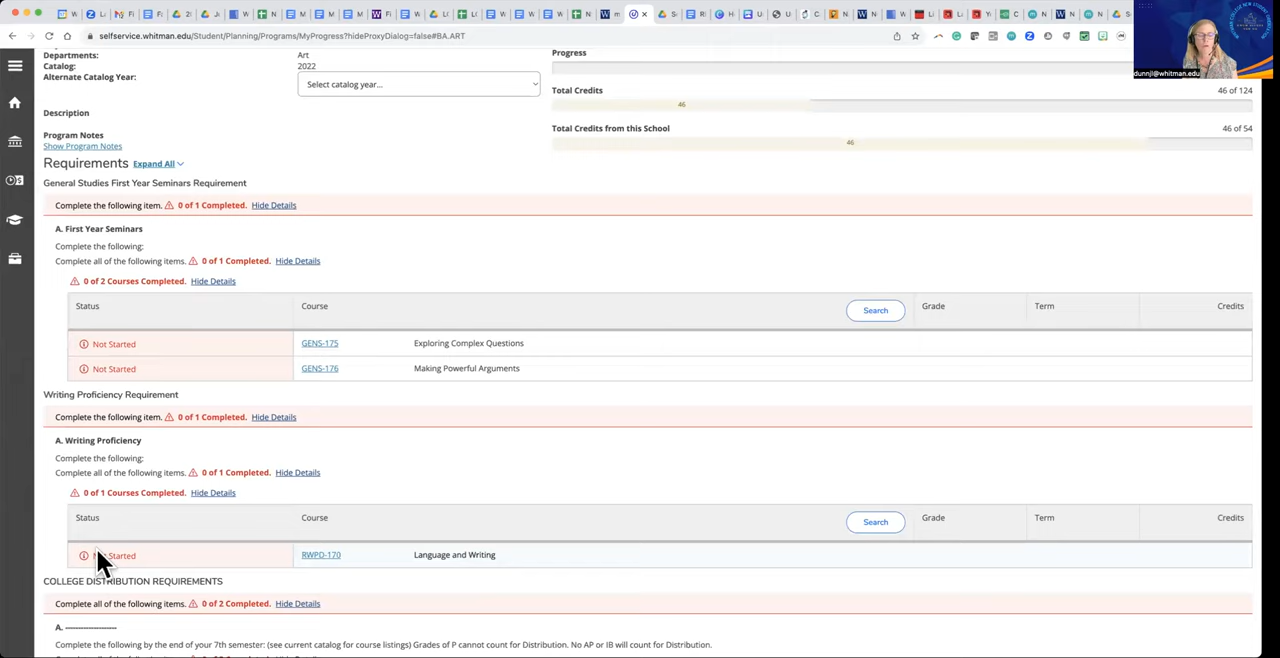 selfservice.whitman.edu/Student/Planning/Programs/MyProgress?hideProxyDialog=false#BA.ART
dunnjl@whitman.edu
Departments: Art
Catalog: 2022
Alternate Catalog Year: Select catalog year...
Description
Program Notes
Show Program Notes
Progress
Total Credits 46 of 124
46
Total Credits from this School 46 of 54
46
Requirements Expand All
General Studies First Year Seminars Requirement
Complete the following item. 0 of 1 Completed. Hide Details
A. First Year Seminars
Complete the following:
Complete all of the following items. 0 of 1 Completed. Hide Details
0 of 2 Courses Completed. Hide Details
Status Course Search Grade Term Credits
Not Started GENS-175 Exploring Complex Questions
Not Started GENS-176 Making Powerful Arguments
Writing Proficiency Requirement
Complete the following item. 0 of 1 Completed. Hide Details
A. Writing Proficiency
Complete the following:
Complete all of the following items. 0 of 1 Completed. Hide Details
0 of 1 Courses Completed. Hide Details
Status Course Search Grade Term Credits
Started RWPD-170 Language and Writing
COLLEGE DISTRIBUTION REQUIREMENTS
Complete all of the following items. 0 of 2 Completed. Hide Details
A. --------------------
Complete the following by the end of your 7th semester: (see current catalog for course listings) Grades of P cannot count for Distribution. No AP or IB will count for Distribution.